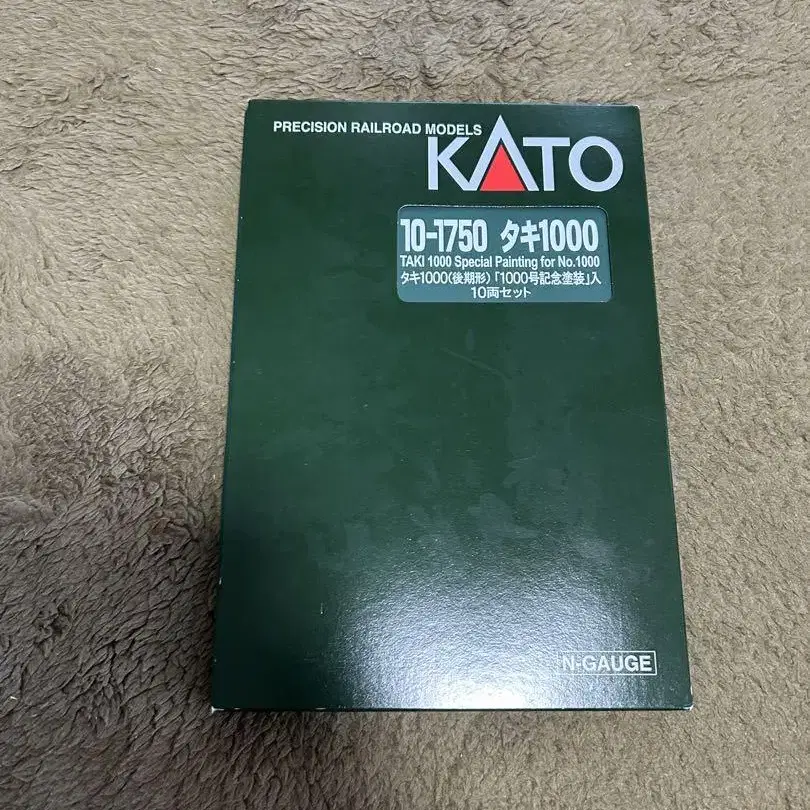 PRECISION RAILROAD MODELS
KATO
10-1750 タキ1000
TAKI 1000 Special Painting for No.1000
タキ1000(後期形)「1000号記念塗装」入
10両セット
N-GAUGE